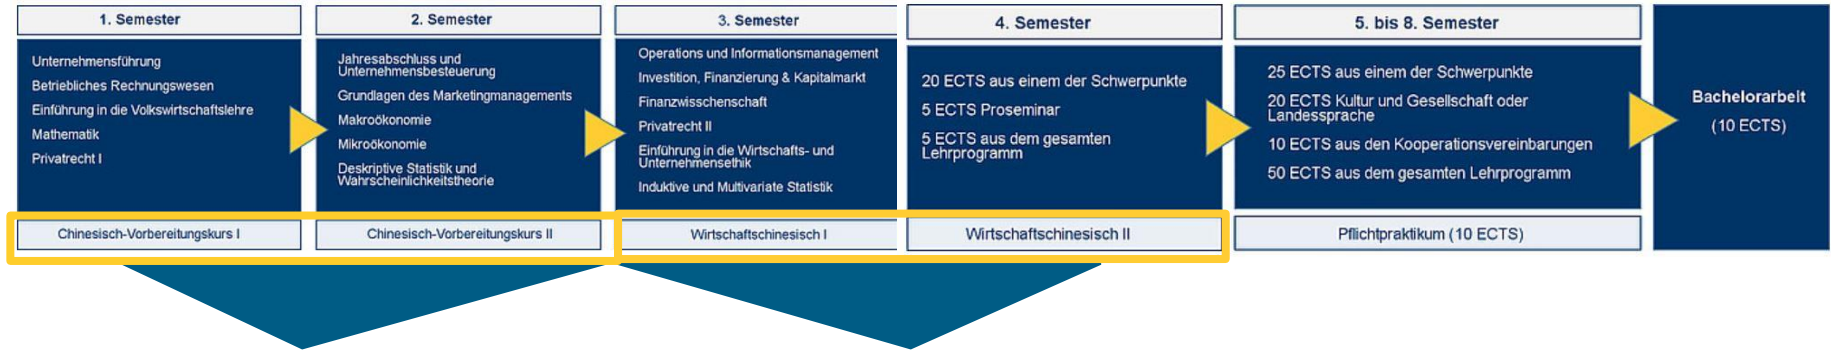 1. Semester
Unternehmensführung
Betriebliches Rechnungswesen
Einführung in die Volkswirtschaftslehre
Mathematik
Privatrecht I
Chinesisch-Vorbereitungskurs I
2. Semester
Jahresabschluss und
Unternehmensbesteuerung
Grundlagen des Marketingmanagements
Makroökonomie
Mikroökonomie
Deskriptive Statistik und
Wahrscheinlichkeitstheorie
Chinesisch-Vorbereitungskurs II
3. Semester
Operations und Informationsmanagement
Investition, Finanzierung & Kapitalmarkt
Finanzwisschenschaft
Privatrecht II
Einführung in die Wirtschafts- und
Unternehmensethik
Induktive und Multivariate Statistik
Wirtschaftschinesisch I
4. Semester
20 ECTS aus einem der Schwerpunkte
5 ECTS Proseminar
5 ECTS aus dem gesamten
Lehrprogramm
Wirtschaftschinesisch II
5. bis 8. Semester
25 ECTS aus einem der Schwerpunkte
20 ECTS Kultur und Gesellschaft oder
Landessprache
10 ECTS aus den Kooperationsvereinbarungen
50 ECTS aus dem gesamten Lehrprogramm
Pflichtpraktikum (10 ECTS)
Bachelorarbeit
(10 ECTS)